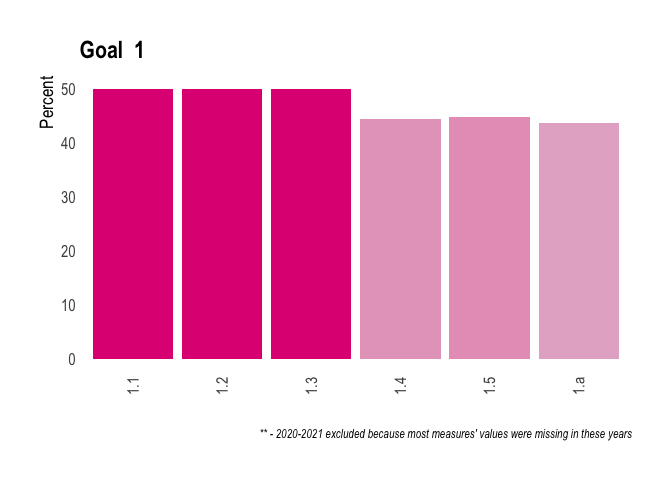 Goal 1
Percent
50
40
30
20
10
0
1.1
1.2
1.3
1.4
1.5
1.a
** - 2020-2021 excluded because most measures' values were missing in these years